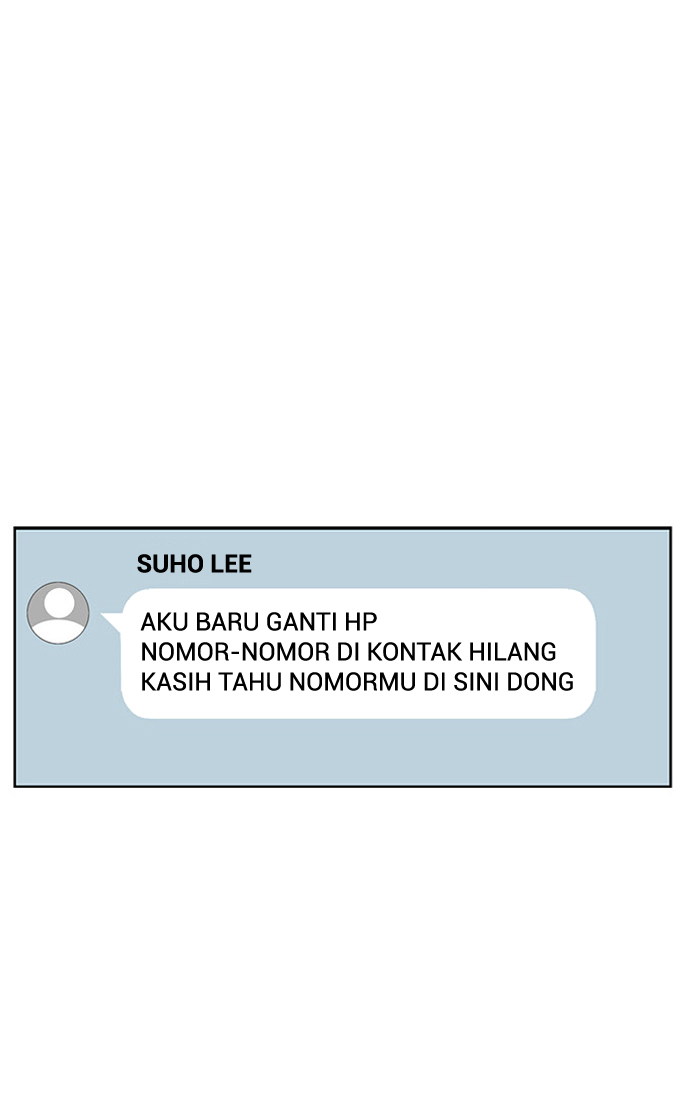 SUHO LEE
AKU BARU GANTI HP
NOMOR-NOMOR DI KONTAK HILANG
KASIH TAHU NOMORMU DI SINI DONG